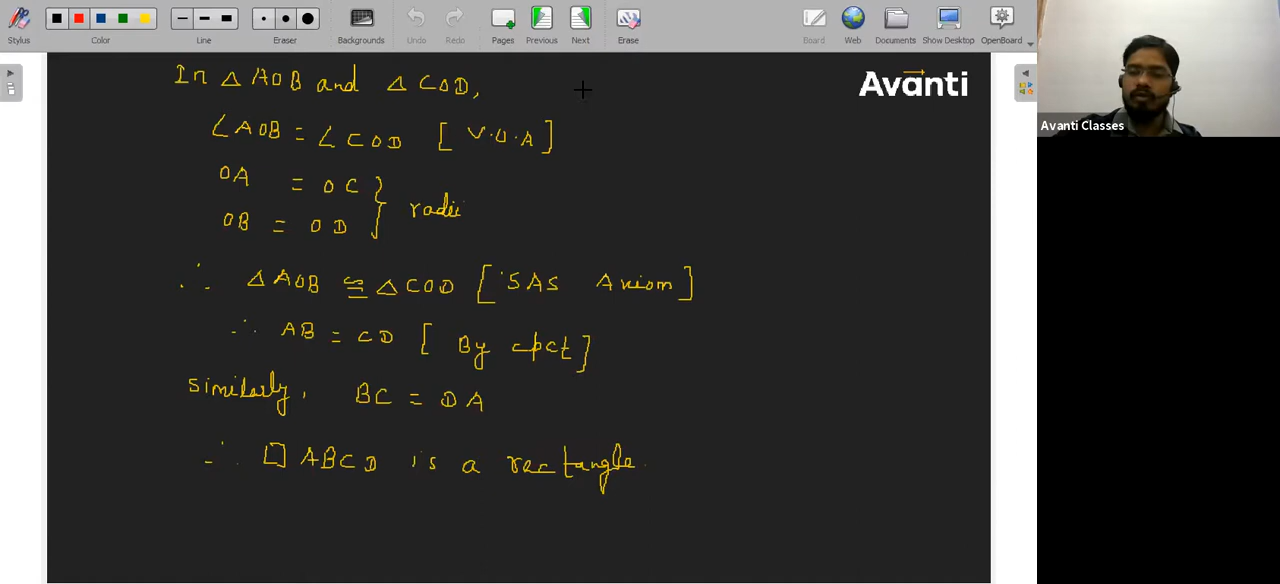 Stylus
Color
Line
Eraser
Backgrounds
Undo
Redo
Pages
Previous
Next
Erase
Board
Web
Documents
Show Desktop
OpenBoard
Avanti
Avanti Classes
In △ AOB and △ COD,
∠AOB = ∠COD [V.O.A]
OA = OC
OB = OD } radii
∴ △AOB ≅ △COD [SAS Axiom]
∴ AB = CD [By cpct]
Similarly, BC = DA
∴ □ ABCD is a rectangle.